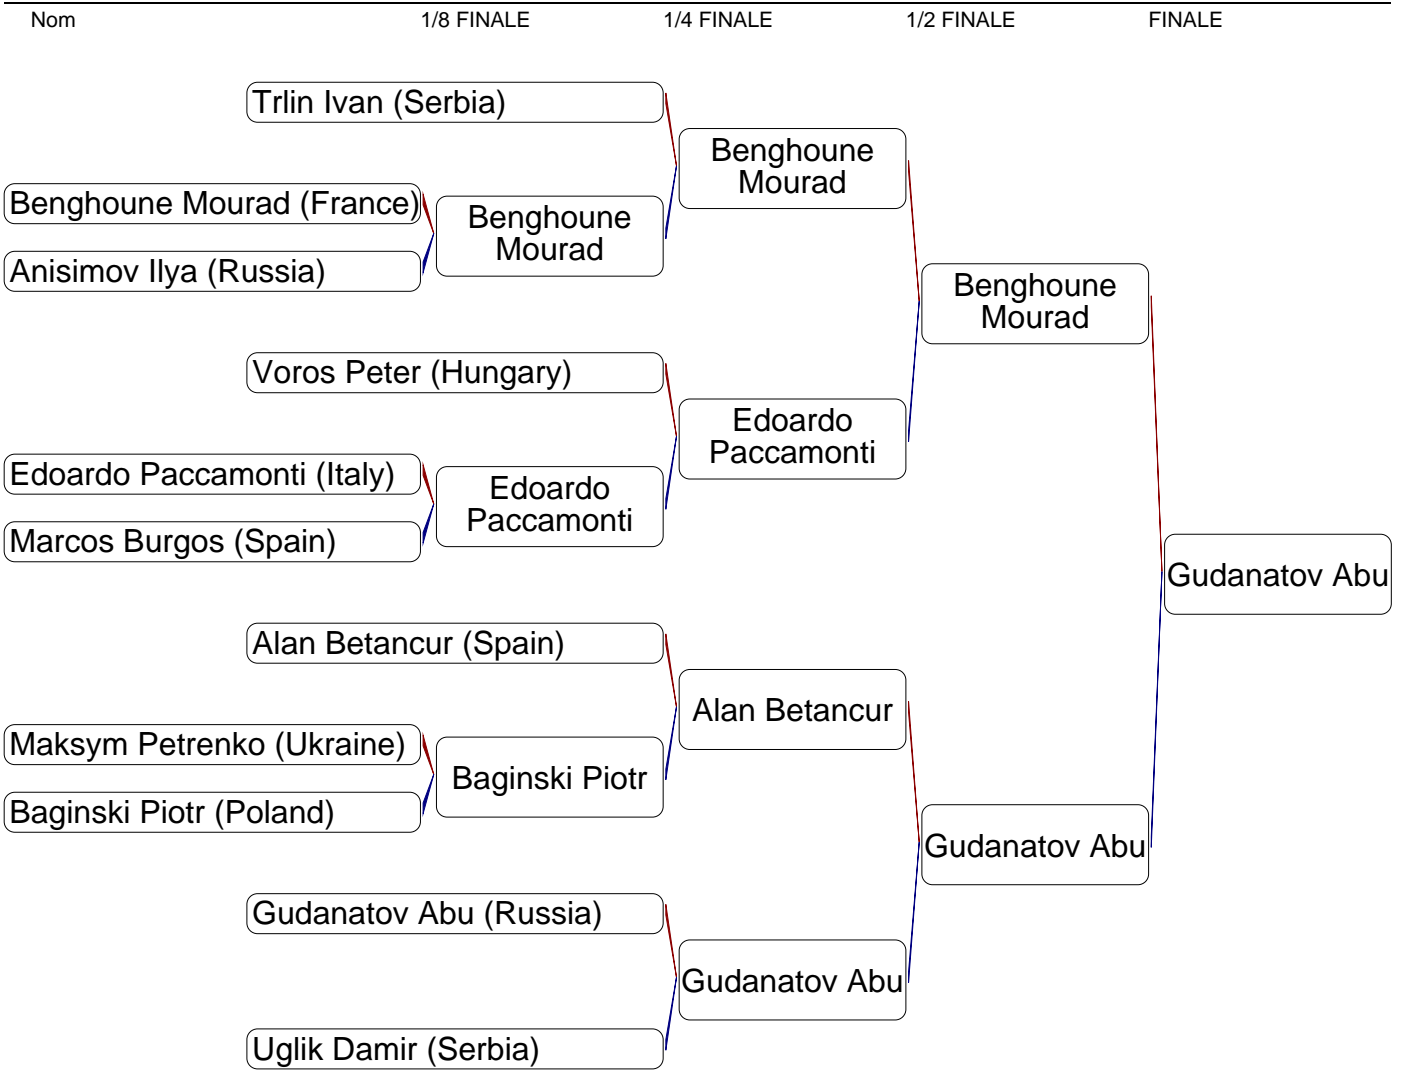 Nom 1/8 FINALE 1/4 FINALE 1/2 FINALE FINALE
Trlin Ivan (Serbia)
Benghoune
Mourad
Benghoune Mourad (France)
Benghoune
Mourad
Anisimov Ilya (Russia)
Benghoune
Mourad
Voros Peter (Hungary)
Edoardo
Paccamonti
Edoardo Paccamonti (Italy)
Edoardo
Paccamonti
Marcos Burgos (Spain)
Gudanatov Abu
Alan Betancur (Spain)
Alan Betancur
Maksym Petrenko (Ukraine)
Baginski Piotr
Baginski Piotr (Poland)
Gudanatov Abu
Gudanatov Abu (Russia)
Gudanatov Abu
Uglik Damir (Serbia)